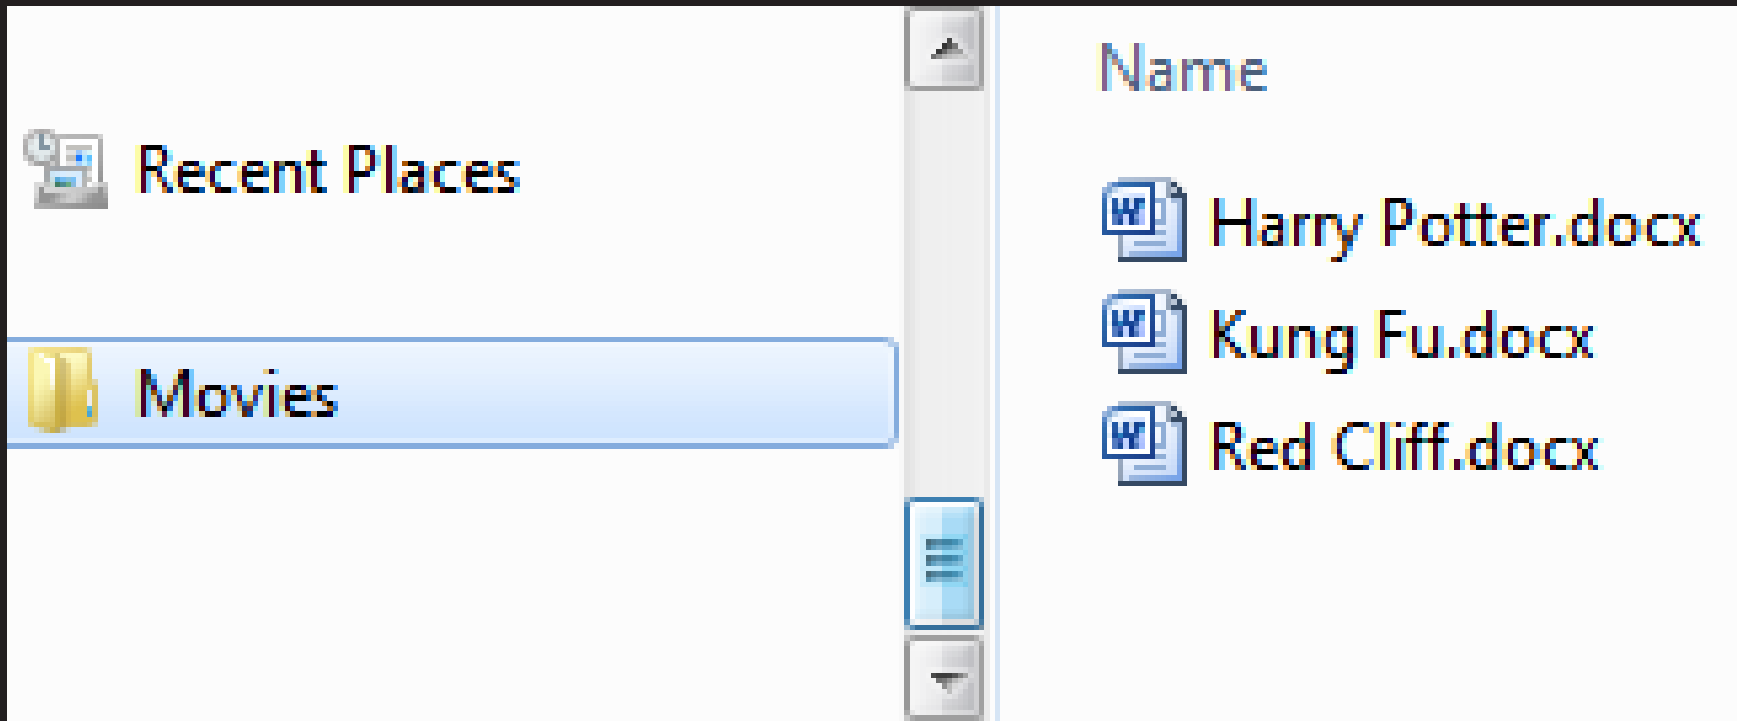 Recent Places
Movies
Name
Harry Potter.docx
Kung Fu.docx
Red Cliff.docx